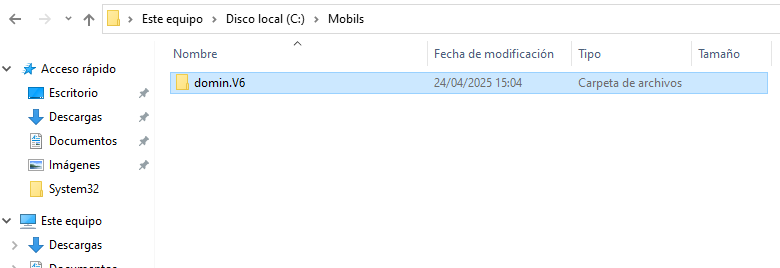 Este equipo > Disco local (C:) > Mobils
Nombre Fecha de modificación Tipo Tamaño
Acceso rápido
domin.V6 24/04/2025 15:04 Carpeta de archivos
Escritorio
Descargas
Documentos
Imágenes
System32
Este equipo
Descargas
Documentos